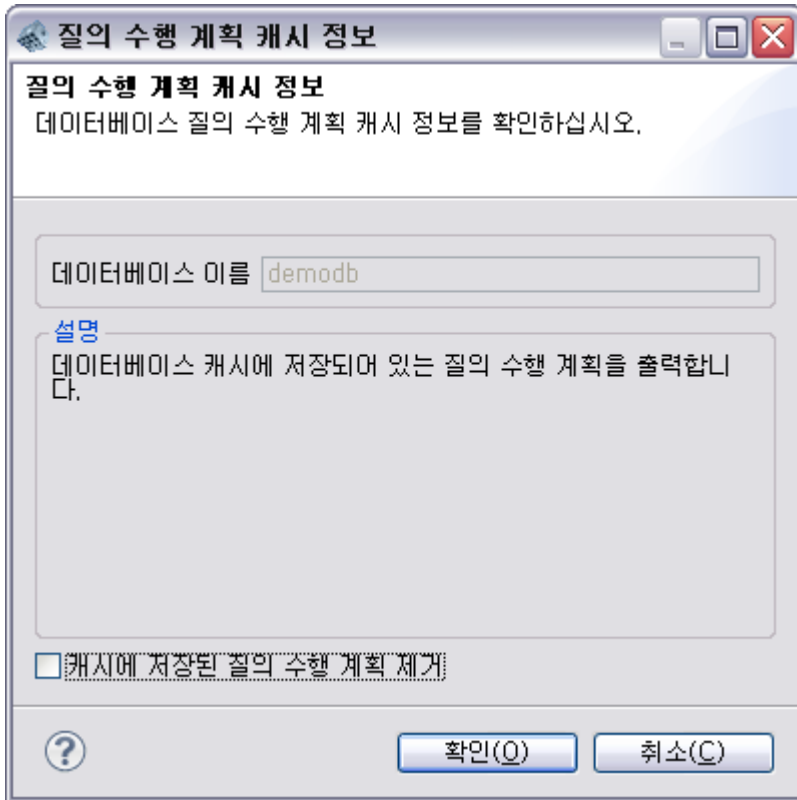 질의 수행 계획 캐시 정보
질의 수행 계획 캐시 정보
데이터베이스 질의 수행 계획 캐시 정보를 확인하십시오.
데이터베이스 이름 demodb
설명
데이터베이스 캐시에 저장되어 있는 질의 수행 계획을 출력합니
다.
캐시에 저장된 질의 수행 계획 제거
?
확인(O) 취소(C)